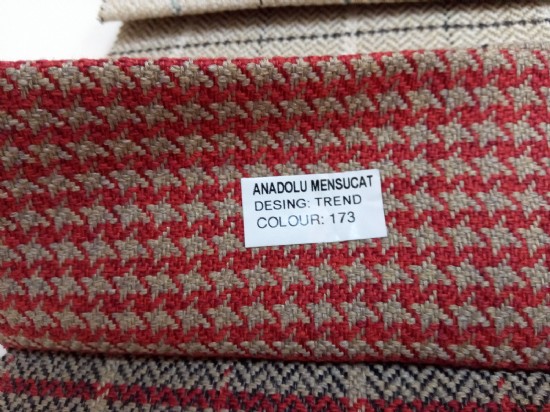 ANADOLU MENSUCAT
DESING: TREND
COLOUR: 173